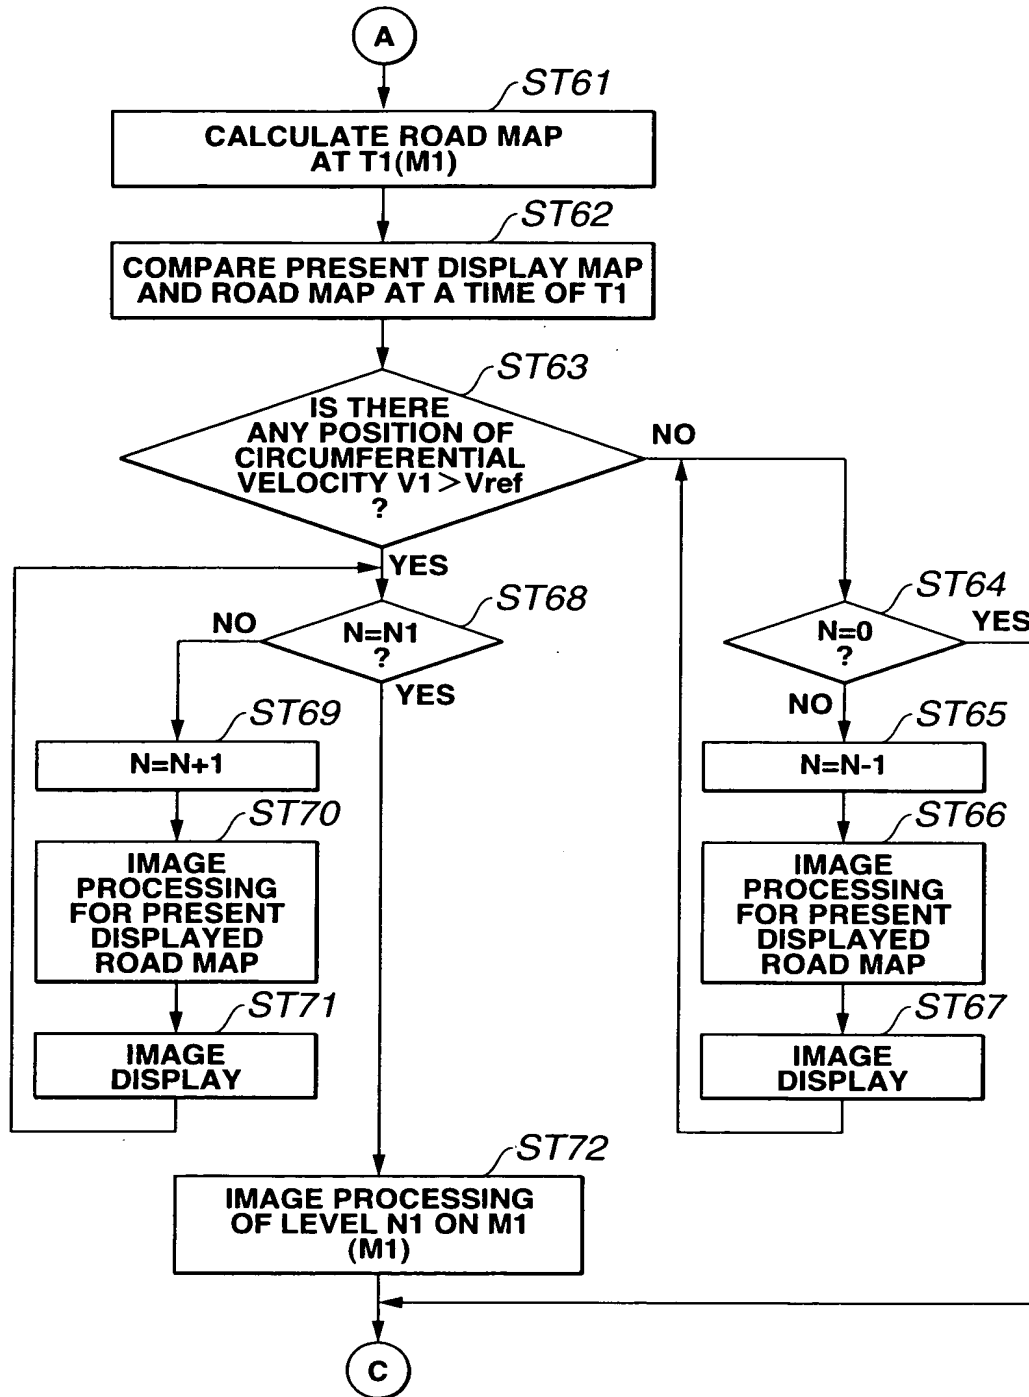 A
ST61
CALCULATE ROAD MAP
AT T1(M1)
ST62
COMPARE PRESENT DISPLAY MAP
AND ROAD MAP AT A TIME OF T1
ST63
IS THERE
ANY POSITION OF
CIRCUMFERENTIAL
VELOCITY V1>Vref
?
NO
YES
ST68
N=N1
?
NO
YES
ST64
N=0
?
YES
NO
ST69
N=N+1
ST65
N=N-1
ST70
IMAGE
PROCESSING
FOR PRESENT
DISPLAYED
ROAD MAP
ST66
IMAGE
PROCESSING
FOR PRESENT
DISPLAYED
ROAD MAP
ST71
IMAGE
DISPLAY
ST67
IMAGE
DISPLAY
ST72
IMAGE PROCESSING
OF LEVEL N1 ON M1
(M1)
C